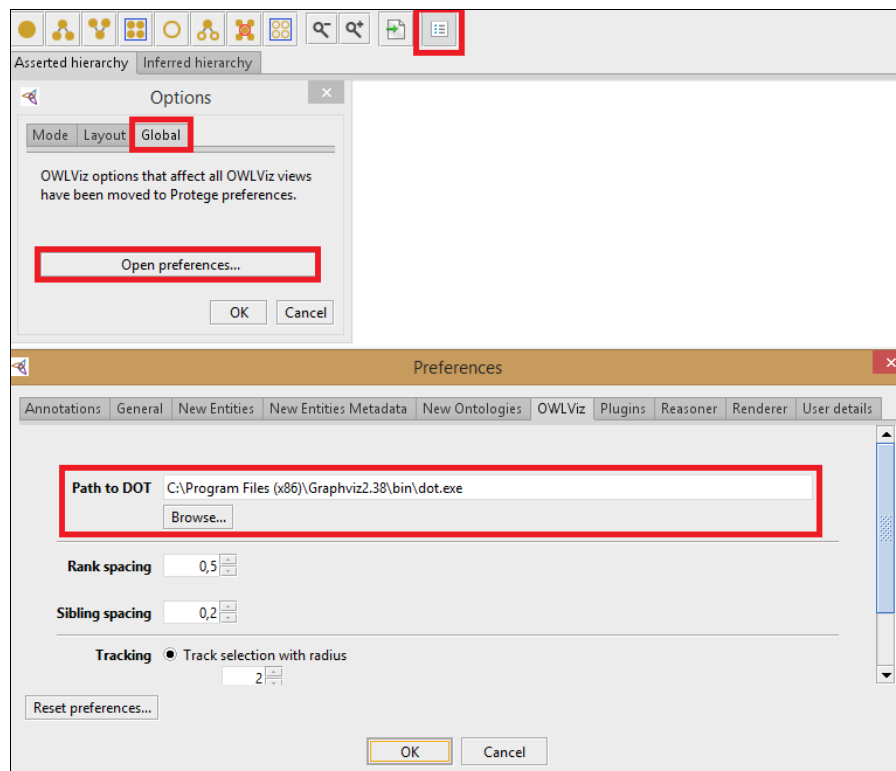 Asserted hierarchy Inferred hierarchy
Options
Mode Layout Global
OWLViz options that affect all OWLViz views
have been moved to Protege preferences.
Open preferences...
OK Cancel
Preferences
Annotations General New Entities New Entities Metadata New Ontologies OWLViz Plugins Reasoner Renderer User details
Path to DOT C:\Program Files (x86)\Graphviz2.38\bin\dot.exe
Browse...
Rank spacing 0,5
Sibling spacing 0,2
Tracking Track selection with radius
2
Reset preferences...
OK Cancel